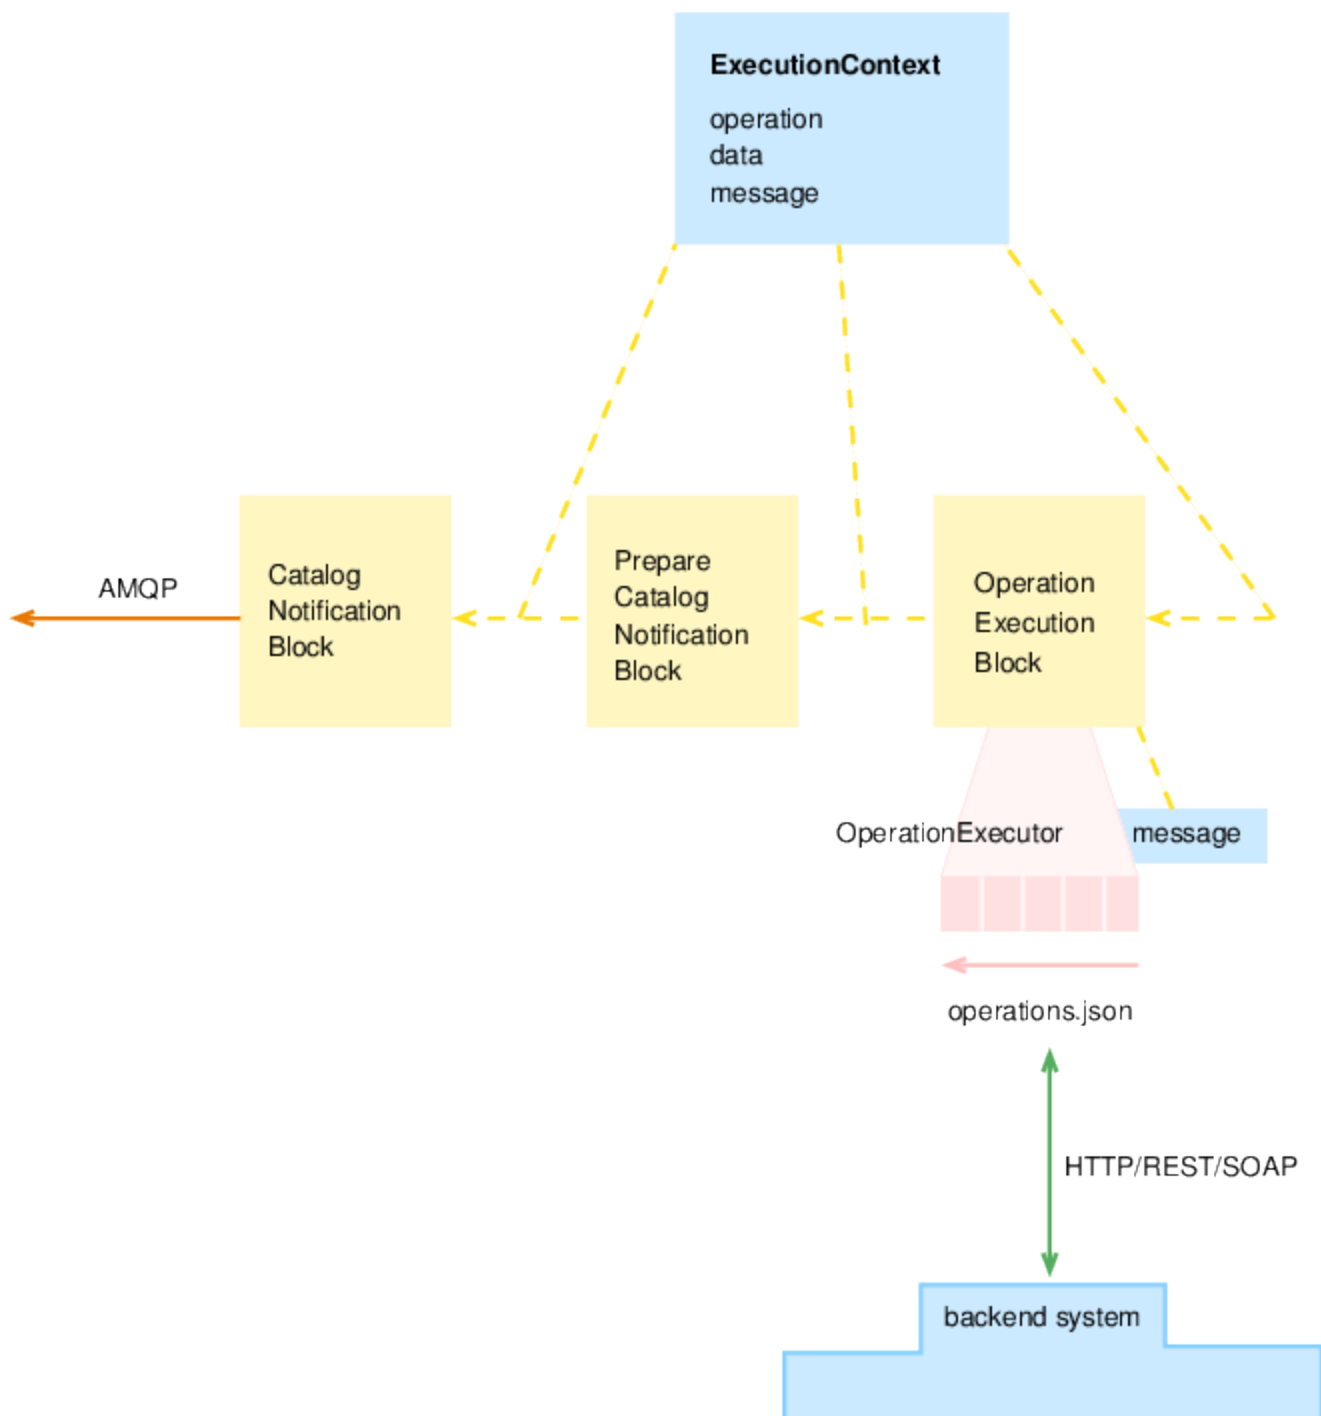 ExecutionContext
operation
data
message
AMQP
Catalog
Notification
Block
Prepare
Catalog
Notification
Block
Operation
Execution
Block
OperationExecutor
message
operations.json
HTTP/REST/SOAP
backend system